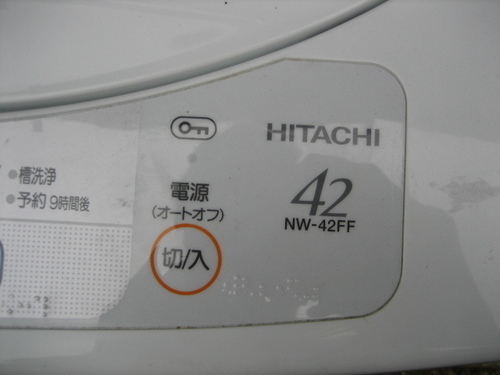 HITACHI
42
NW-42FF
電源
(オートオフ)
切/入
•槽洗浄
•予約 9時間後